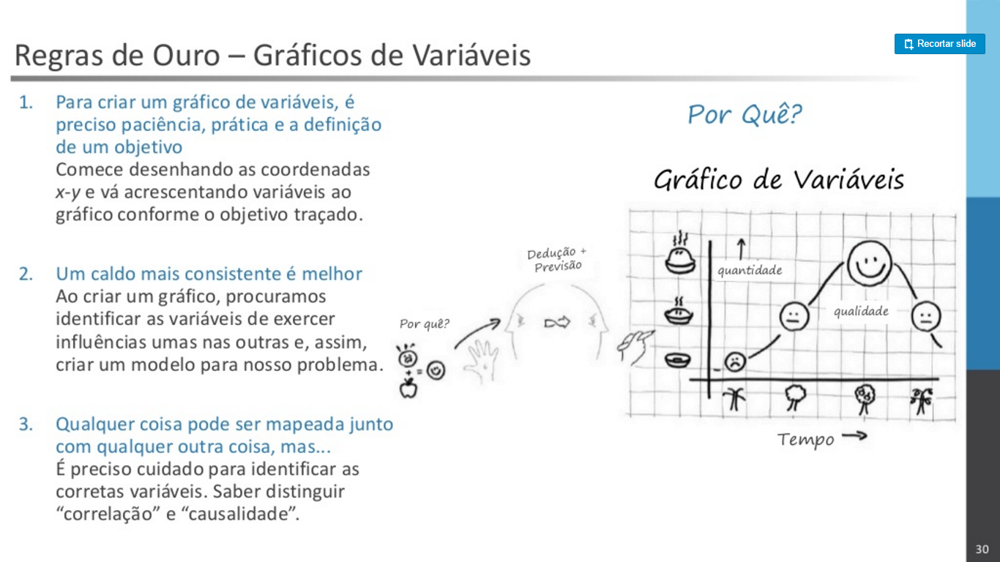 Regras de Ouro – Gráficos de Variáveis
Recortar slide
1. Para criar um gráfico de variáveis, é
preciso paciência, prática e a definição
de um objetivo
Comece desenhando as coordenadas
x-y e vá acrescentando variáveis ao
gráfico conforme o objetivo traçado.
2. Um caldo mais consistente é melhor
Ao criar um gráfico, procuramos
identificar as variáveis de exercer
influências umas nas outras e, assim,
criar um modelo para nosso problema.
3. Qualquer coisa pode ser mapeada junto
com qualquer outra coisa, mas...
É preciso cuidado para identificar as
corretas variáveis. Saber distinguir
“correlação” e “causalidade”.
Por quê?
Dedução +
Previsão
Por Quê?
Gráfico de Variáveis
quantidade
qualidade
Tempo
30